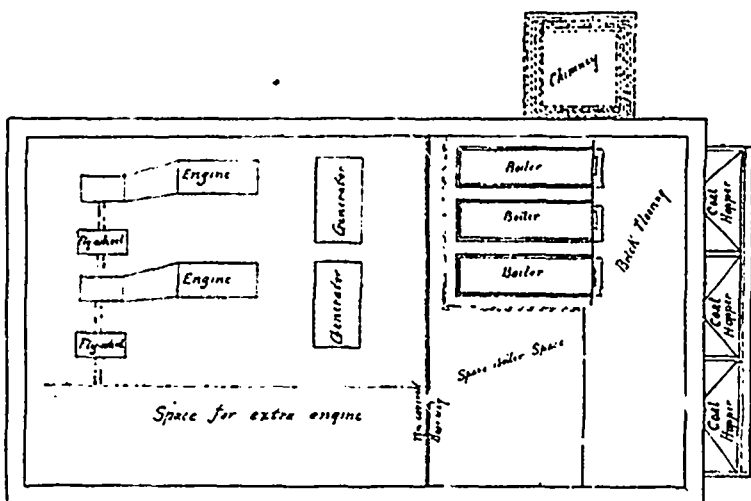 Chimney
Engine
Generator
Boiler
Flywheel
Boiler
Engine
Generator
Boiler
Flywheel
Brick Flooring
Coal Hopper
Coal Hopper
Coal Hopper
Space boiler Space
Space for extra engine